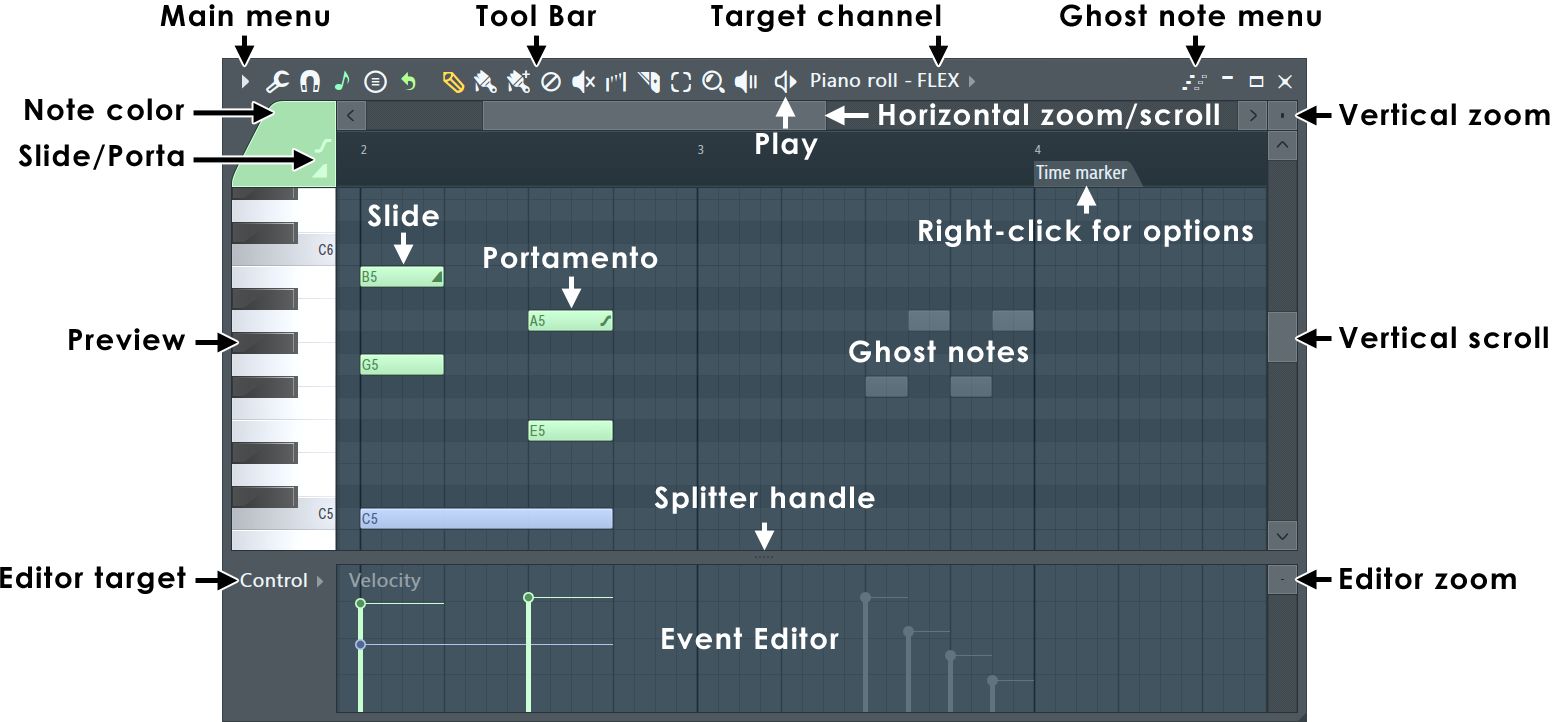 Main menu
Tool Bar
Target channel
Ghost note menu
Piano roll - FLEX
Note color
Horizontal zoom/scroll
Vertical zoom
Play
Slide/Porta
2
3
4
Time marker
Slide
Right-click for options
C6
Portamento
B5
A5
Preview
Ghost notes
Vertical scroll
G5
E5
Splitter handle
C5
C5
Editor target
Control
Velocity
Editor zoom
Event Editor